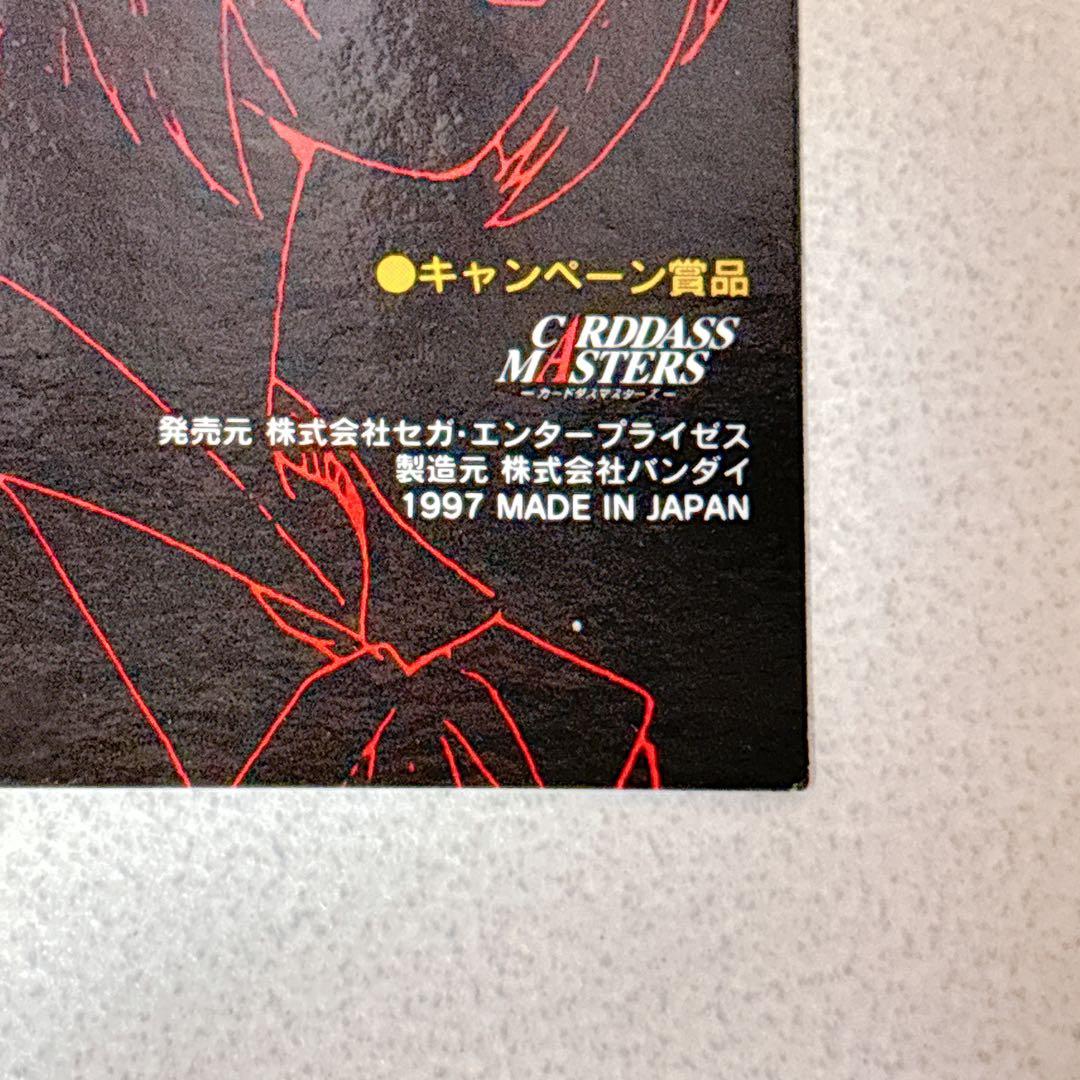 ●キャンペーン賞品
CARDDASS
MASTERS
ーカードダスマスターズー
発売元 株式会社セガ・エンタープライゼス
製造元 株式会社バンダイ
1997 MADE IN JAPAN